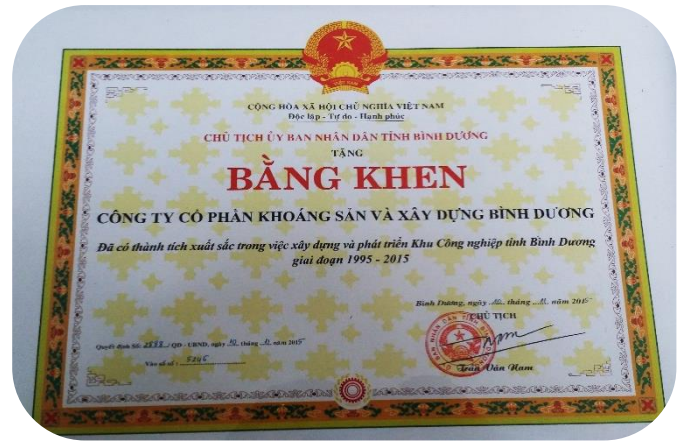 CỘNG HÒA XÃ HỘI CHỦ NGHĨA VIỆT NAM
Độc lập - Tự do - Hạnh phúc
CHỦ TỊCH ỦY BAN NHÂN DÂN TỈNH BÌNH DƯƠNG
TẶNG
BẰNG KHEN
CÔNG TY CỔ PHẦN KHOÁNG SẢN VÀ XÂY DỰNG BÌNH DƯƠNG
Đã có thành tích xuất sắc trong việc xây dựng và phát triển Khu Công nghiệp tỉnh Bình Dương
giai đoạn 1995 - 2015
Bình Dương, ngày tháng năm 2015
CHỦ TỊCH
Quyết định Số: /QĐ - UBND, ngày tháng năm 2015
Vào sổ số:
Trần Văn Nam